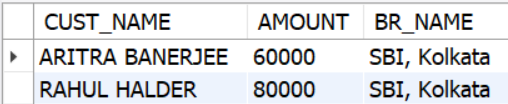 CUST_NAME AMOUNT BR_NAME
ARITRA BANERJEE 60000 SBI, Kolkata
RAHUL HALDER 80000 SBI, Kolkata